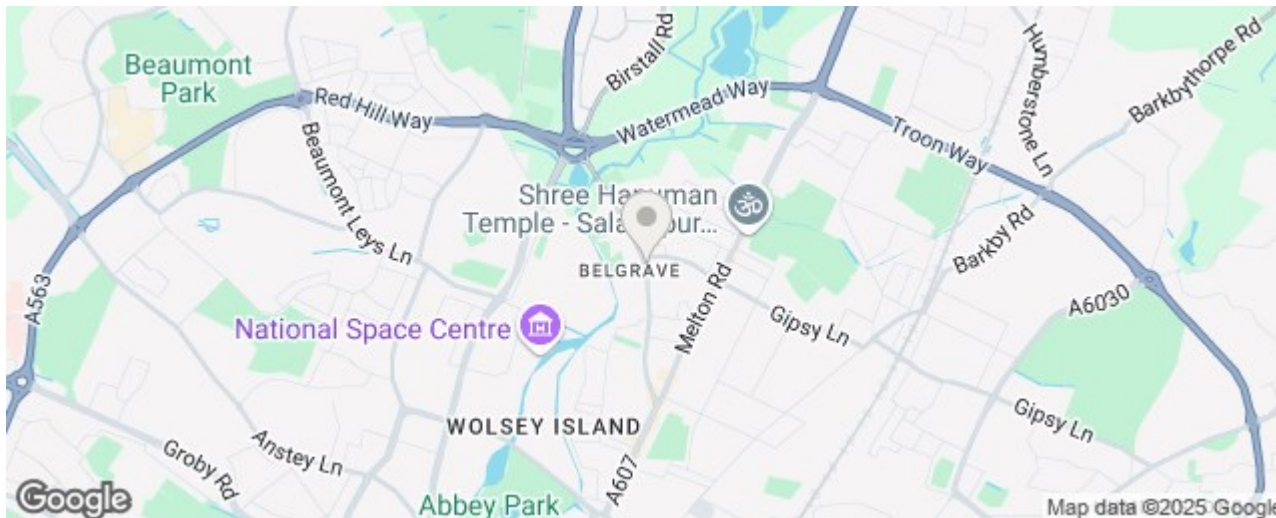 Beaumont
Park
Red Hill Way
Birstall Rd
Watermead Way
Troon Way
Humberstone Ln
Barkbythorpe Rd
Beaumont Leys Ln
Shree
Temple -
BELGRAVE
Barkby Rd
A563
National Space Centre
Melton Rd
Gipsy Ln
A6030
WOLSEY ISLAND
Gipsy Ln
Groby Rd
Anstey Ln
A607
Abbey Park
Google
Map data ©2025 Google